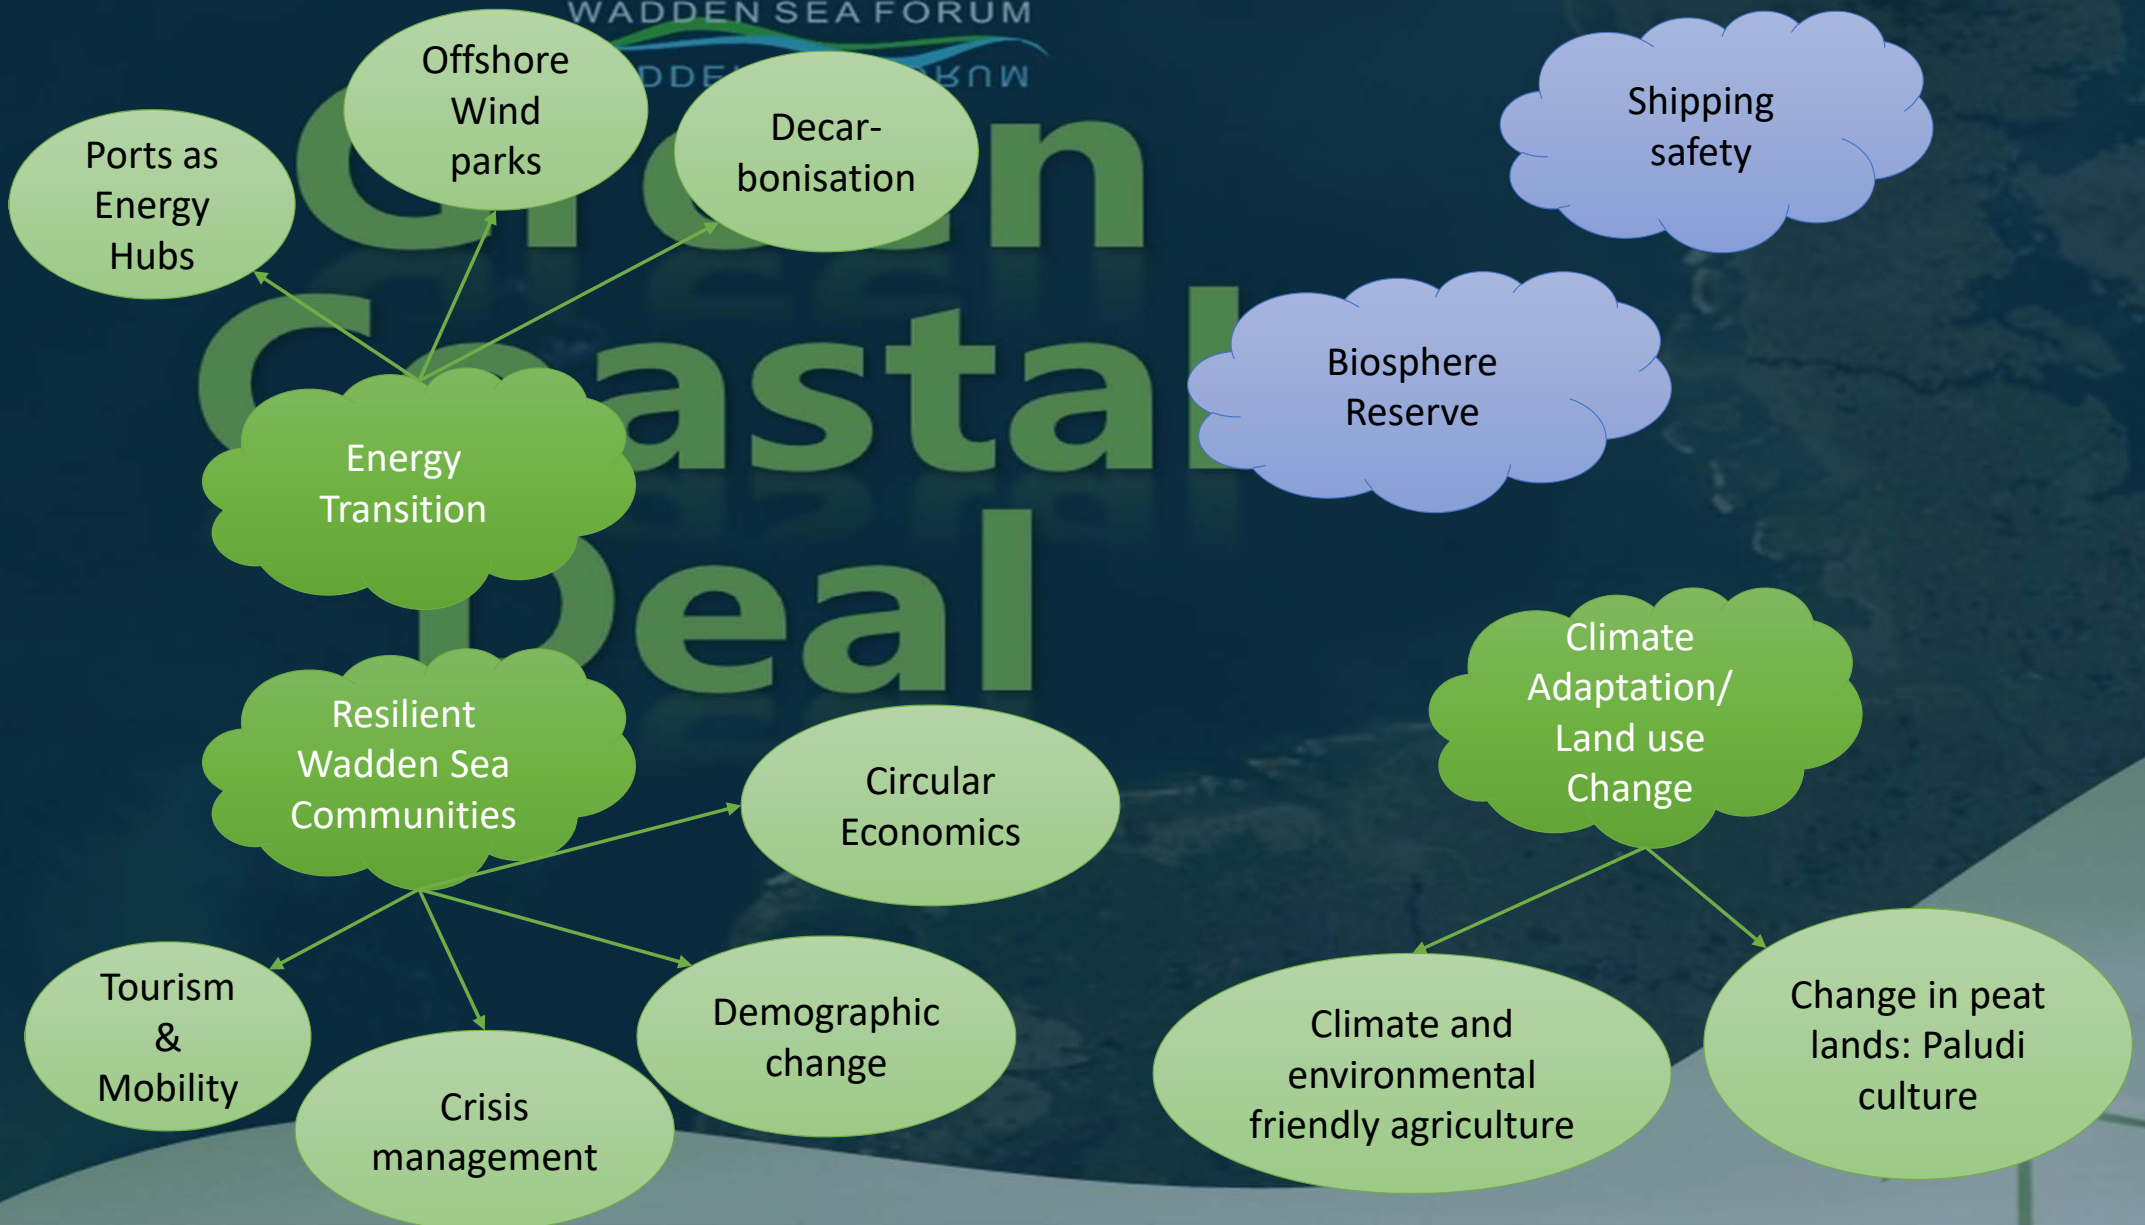 WADDEN SEA FORUM
Offshore
Wind
parks
Decar-
bonisation
Ports as
Energy
Hubs
Shipping
safety
Green
Coastal
Deal
Biosphere
Reserve
Energy
Transition
Resilient
Wadden Sea
Communities
Climate
Adaptation/
Land use
Change
Circular
Economics
Tourism
&
Mobility
Crisis
management
Demographic
change
Climate and
environmental
friendly agriculture
Change in peat
lands: Paludi
culture